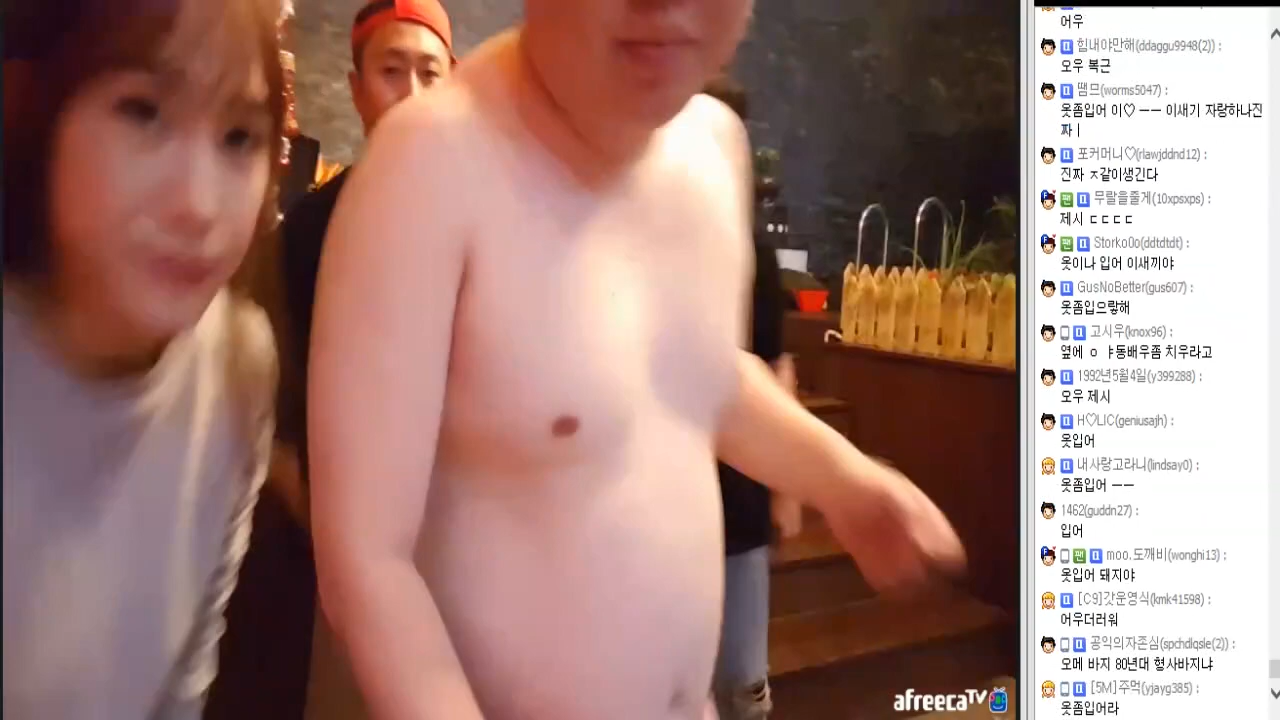 어우
힐내야만해(ddaggu9948(2)) :
오우 복근
땜므(worms5047) :
옷좀입어 이♡ ㅡㅡ 이새기 자랑하나진
짜ㅣ
포커머니♡(rlawjddnd12) :
진짜 ㅈ같이생긴다
무랄을줄게(10xpsxps) :
제시 ㄷㄷㄷㄷ
Storko0o(ddtdtdt) :
옷이나 입어 이새끼야
GusNoBetter(gus607) :
옷좀입으랗해
고시우(knox96) :
옆에 ㅇ ㅑ동배우좀 치우라고
1992년5월4일(y399288) :
오우 제시
H♡LIC(geniusajh) :
옷입어
내사랑고라니(lindsay0) :
옷좀입어 ㅡㅡ
1462(guddn27) :
입어
moo.도깨비(wonghi13) :
옷입어 돼지야
[C9]갓운영식(kmk41598) :
어우더러워
공익의자존심(spchdlqsle(2)) :
오메 바지 80년대 형사바지냐
[5M]주먹(yjayg385) :
옷좀입어라
afreecaTV